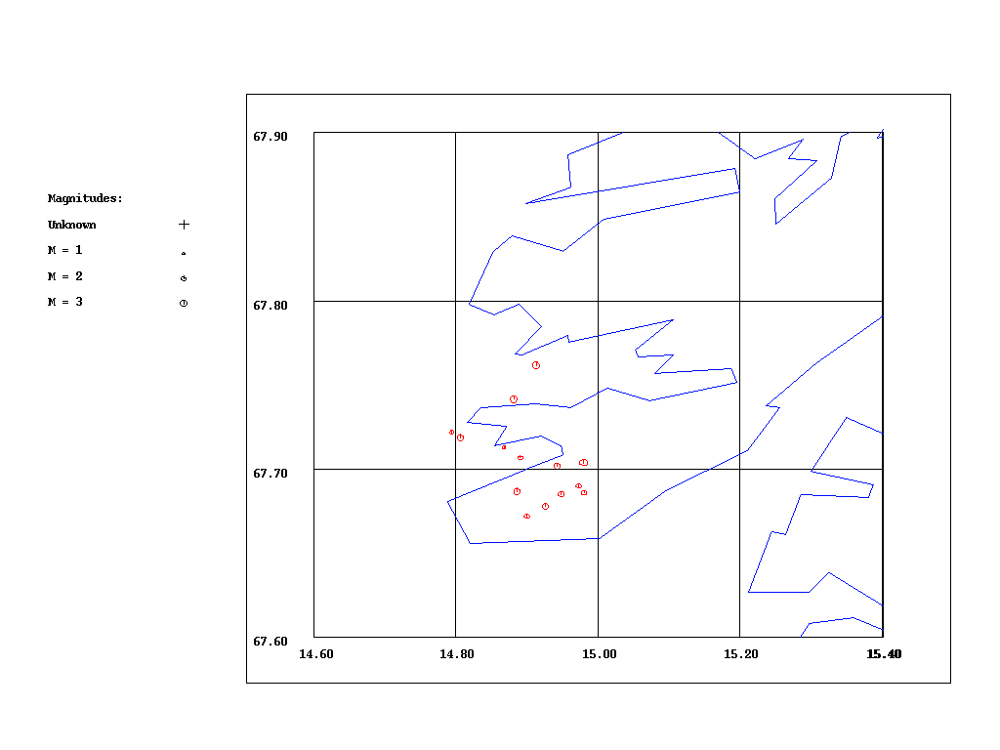 67.90
Magnitudes:
Unknown
M = 1
M = 2
M = 3
67.80
67.70
67.60
14.60 14.80 15.00 15.20 15.40